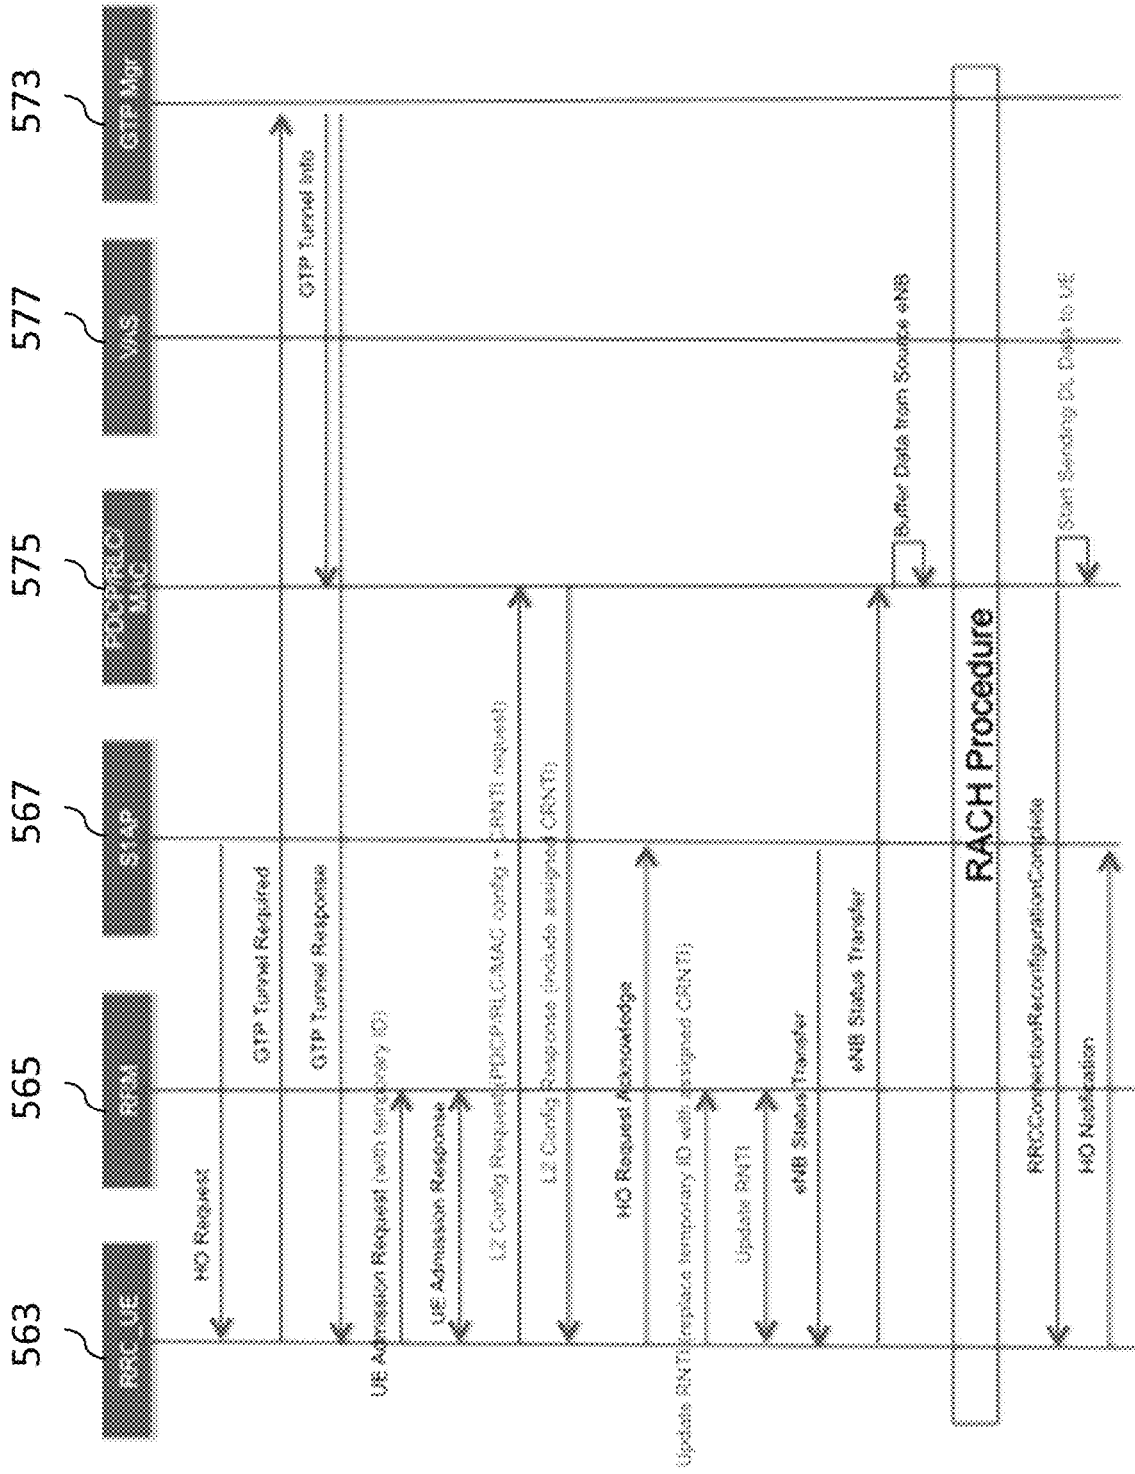 563
565
567
575
577
573
RRC_UE
RRM
S1AP
PDCP/RLC/
MAC
GTP Mgr
HO Request
GTP Tunnel Required
GTP Tunnel Info
GTP Tunnel Response
UE Admission Request (with temporary ID)
UE Admission Response
L2 Config Request(PDCP/RLC/MAC config + CRNTI request)
L2 Config Response (include assigned CRNTI)
HO Request Acknowledge
Update RNTI (replace temporary ID with assigned CRNTI)
Update RNTI
eNB Status Transfer
eNB Status Transfer
Buffer Data from Source eNB
RACH Procedure
RRCConnectionReconfigurationComplete
Start Sending DL Data to UE
HO Notification